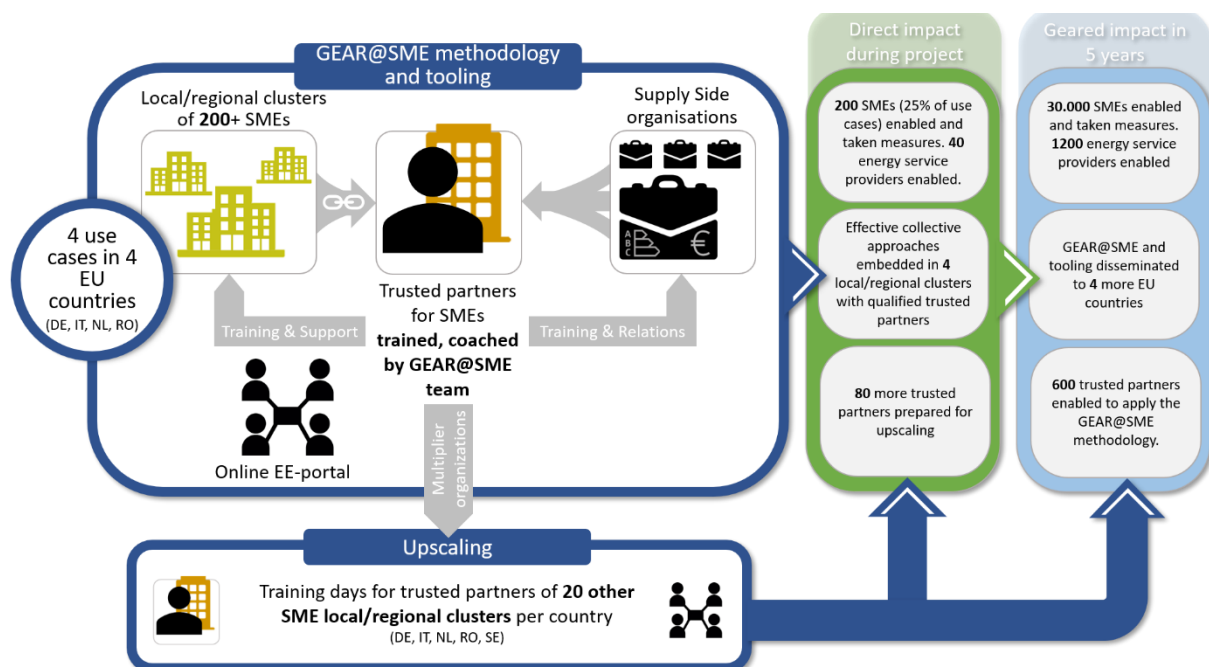 GEAR@SME methodology
and tooling
Local/regional clusters
of 200+ SMEs
Supply Side
organisations
A
B
C
€
4 use
cases in 4
EU
countries
(DE, IT, NL, RO)
Trusted partners
for SMEs
trained, coached
by GEAR@SME
team
Training & Support
Training & Relations
Online EE-portal
Multiplier
organizations
Upscaling
Training days for trusted partners of 20 other
SME local/regional clusters per country
(DE, IT, NL, RO, SE)
Direct impact
during project
200 SMEs (25% of use
cases) enabled and
taken measures. 40
energy service
providers enabled.
Effective collective
approaches
embedded in 4
local/regional clusters
with qualified trusted
partners
80 more trusted
partners prepared for
upscaling
Geared impact in
5 years
30.000 SMEs enabled
and taken measures.
1200 energy service
providers enabled
GEAR@SME and
tooling disseminated
to 4 more EU
countries
600 trusted partners
enabled to apply the
GEAR@SME
methodology.